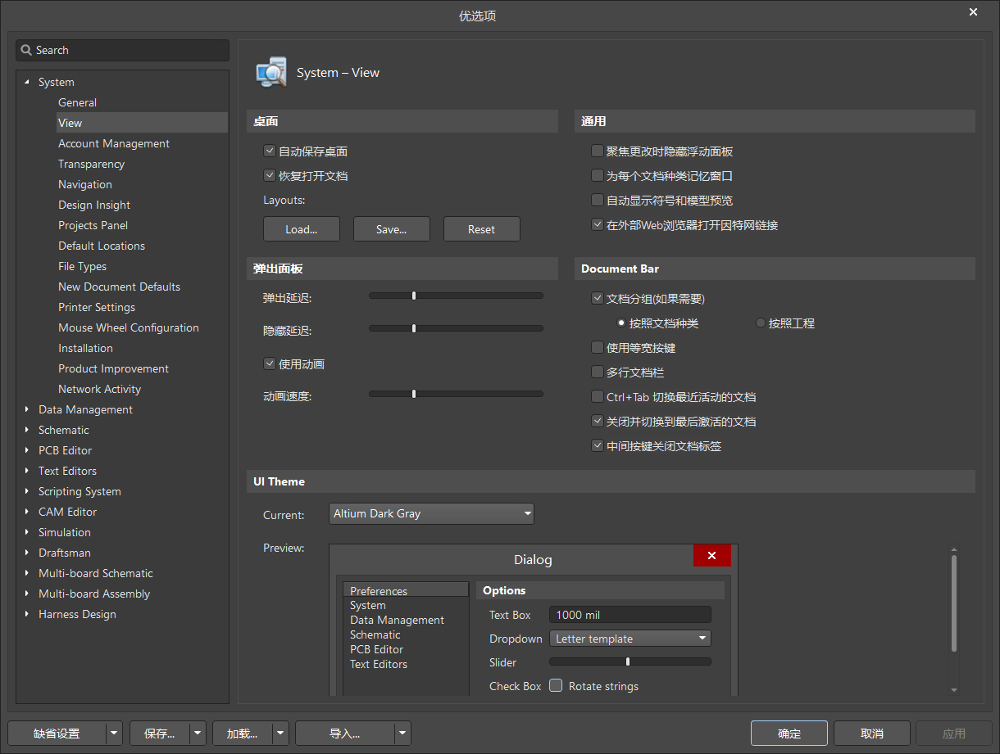 优选项
Search
System
General
View
Account Management
Transparency
Navigation
Design Insight
Projects Panel
Default Locations
File Types
New Document Defaults
Printer Settings
Mouse Wheel Configuration
Installation
Product Improvement
Network Activity
Data Management
Schematic
PCB Editor
Text Editors
Scripting System
CAM Editor
Simulation
Draftsman
Multi-board Schematic
Multi-board Assembly
Harness Design
System – View
桌面
自动保存桌面
恢复打开文档
Layouts:
Load... Save... Reset
通用
聚焦更改时隐藏浮动面板
为每个文档种类记忆窗口
自动显示符号和模型预览
在外部Web浏览器打开因特网链接
弹出面板
弹出延迟:
隐藏延迟:
使用动画
动画速度:
Document Bar
文档分组(如果需要)
按照文档种类 按照工程
使用等宽按键
多行文档栏
Ctrl+Tab 切换最近活动的文档
关闭并切换到最后激活的文档
中间按键关闭文档标签
UI Theme
Current: Altium Dark Gray
Preview:
Dialog
Preferences
System
Data Management
Schematic
PCB Editor
Text Editors
Options
Text Box 1000 mil
Dropdown Letter template
Slider
Check Box Rotate strings
缺省设置 保存... 加载... 导入... 确定 取消 应用